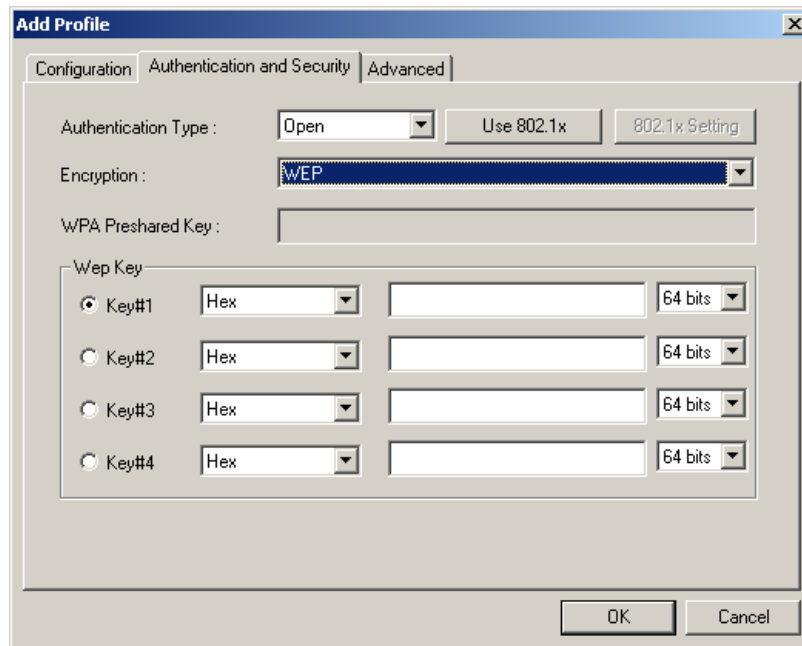 Add Profile
Configuration Authentication and Security Advanced
Authentication Type : Open Use 802.1x 802.1x Setting
Encryption : WEP
WPA Preshared Key :
Wep Key
Key#1 Hex 64 bits
Key#2 Hex 64 bits
Key#3 Hex 64 bits
Key#4 Hex 64 bits
OK Cancel